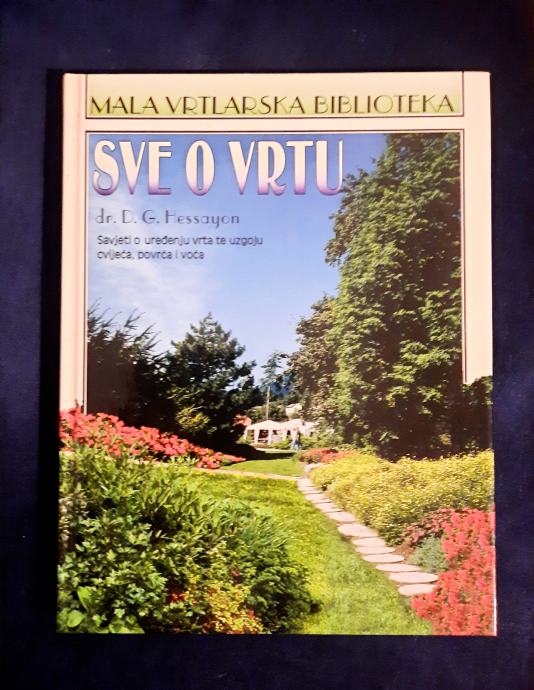 MALA VRTLARSKA BIBLIOTEKA
SVE O VRTU
dr. D. G. Hessayon
Savjeti o uređenju vrta te uzgoju
cvijeća, povrća i voća